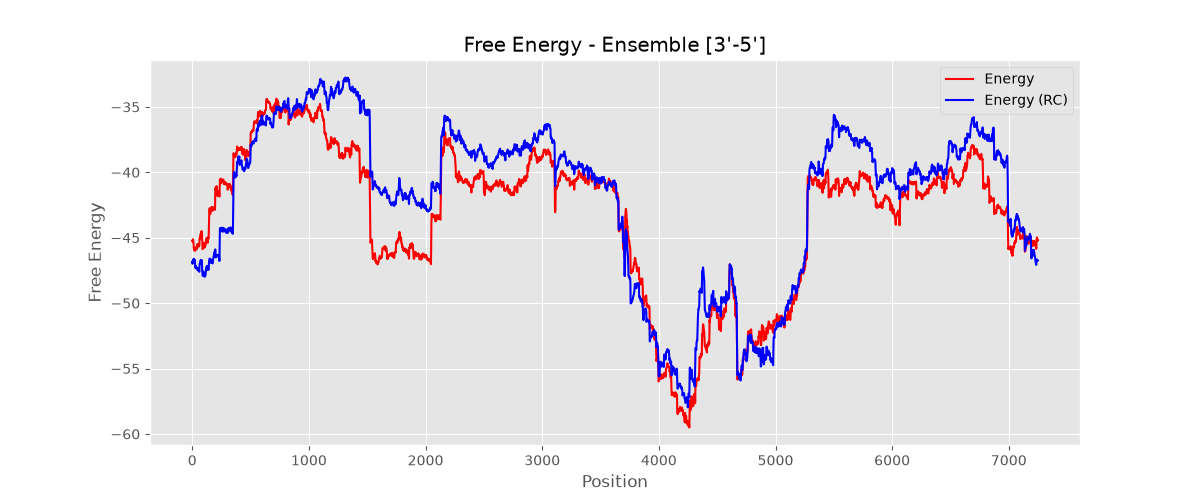 Free Energy - Ensemble [3'-5']
Energy
Energy (RC)
Free Energy
−35
−40
−45
−50
−55
−60
0
1000
2000
3000
4000
5000
6000
7000
Position